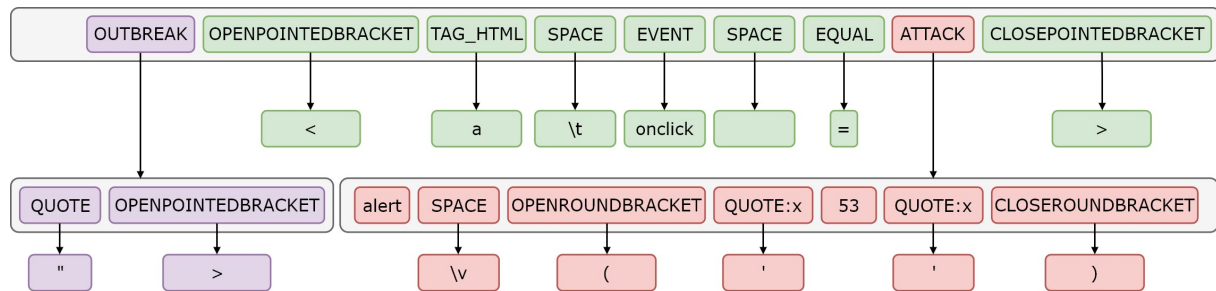 OUTBREAK OPENPOINTEDBRACKET TAG_HTML SPACE EVENT SPACE EQUAL ATTACK CLOSEPOINTEDBRACKET
< a \t onclick = >
QUOTE OPENPOINTEDBRACKET alert SPACE OPENROUNDBRACKET QUOTE:x 53 QUOTE:x CLOSEROUNDBRACKET
" > \v ( ' ' )